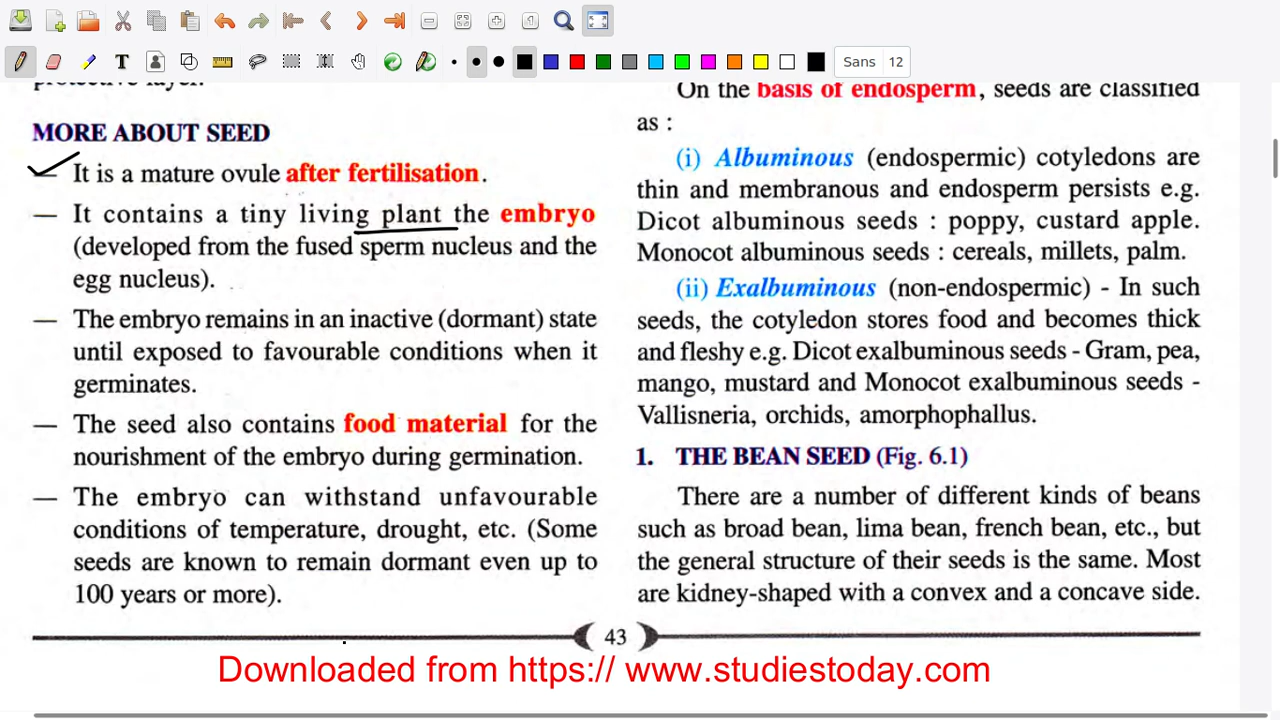 Sans 12
protective layer.
MORE ABOUT SEED
— It is a mature ovule after fertilisation.
— It contains a tiny living plant the embryo
(developed from the fused sperm nucleus and the
egg nucleus).
— The embryo remains in an inactive (dormant) state
until exposed to favourable conditions when it
germinates.
— The seed also contains food material for the
nourishment of the embryo during germination.
— The embryo can withstand unfavourable
conditions of temperature, drought, etc. (Some
seeds are known to remain dormant even up to
100 years or more).
On the basis of endosperm, seeds are classified
as :
(i) Albuminous (endospermic) cotyledons are
thin and membranous and endosperm persists e.g.
Dicot albuminous seeds : poppy, custard apple.
Monocot albuminous seeds : cereals, millets, palm.
(ii) Exalbuminous (non-endospermic) - In such
seeds, the cotyledon stores food and becomes thick
and fleshy e.g. Dicot exalbuminous seeds - Gram, pea,
mango, mustard and Monocot exalbuminous seeds -
Vallisneria, orchids, amorphophallus.
1. THE BEAN SEED (Fig. 6.1)
There are a number of different kinds of beans
such as broad bean, lima bean, french bean, etc., but
the general structure of their seeds is the same. Most
are kidney-shaped with a convex and a concave side.
43
Downloaded from https:// www.studiestoday.com